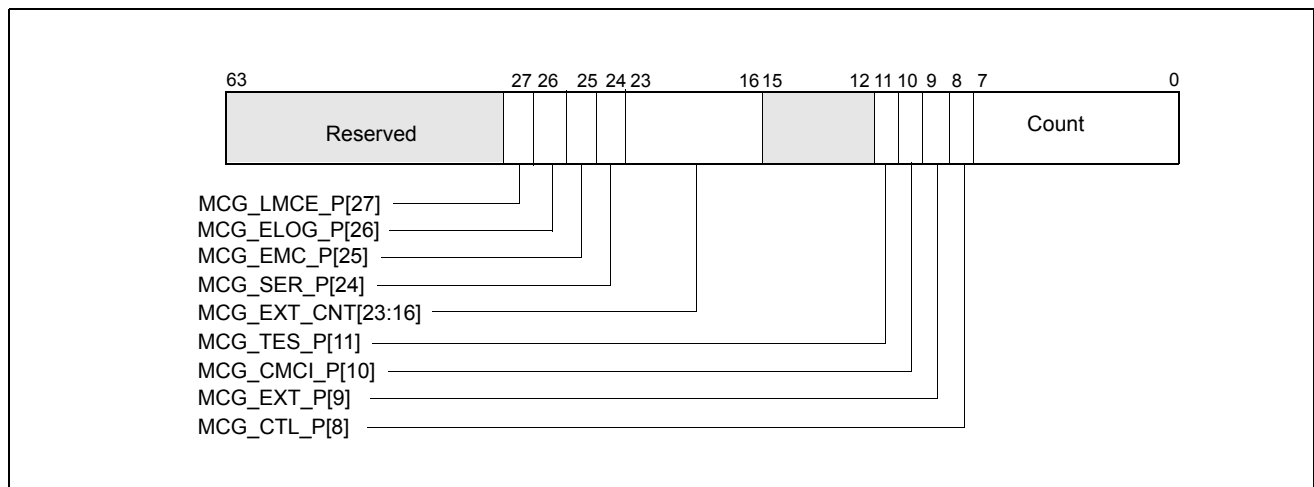 63 27 26 25 24 23 16 15 12 11 10 9 8 7 0
Reserved Count
MCG_LMCE_P[27]
MCG_ELOG_P[26]
MCG_EMC_P[25]
MCG_SER_P[24]
MCG_EXT_CNT[23:16]
MCG_TES_P[11]
MCG_CMCI_P[10]
MCG_EXT_P[9]
MCG_CTL_P[8]